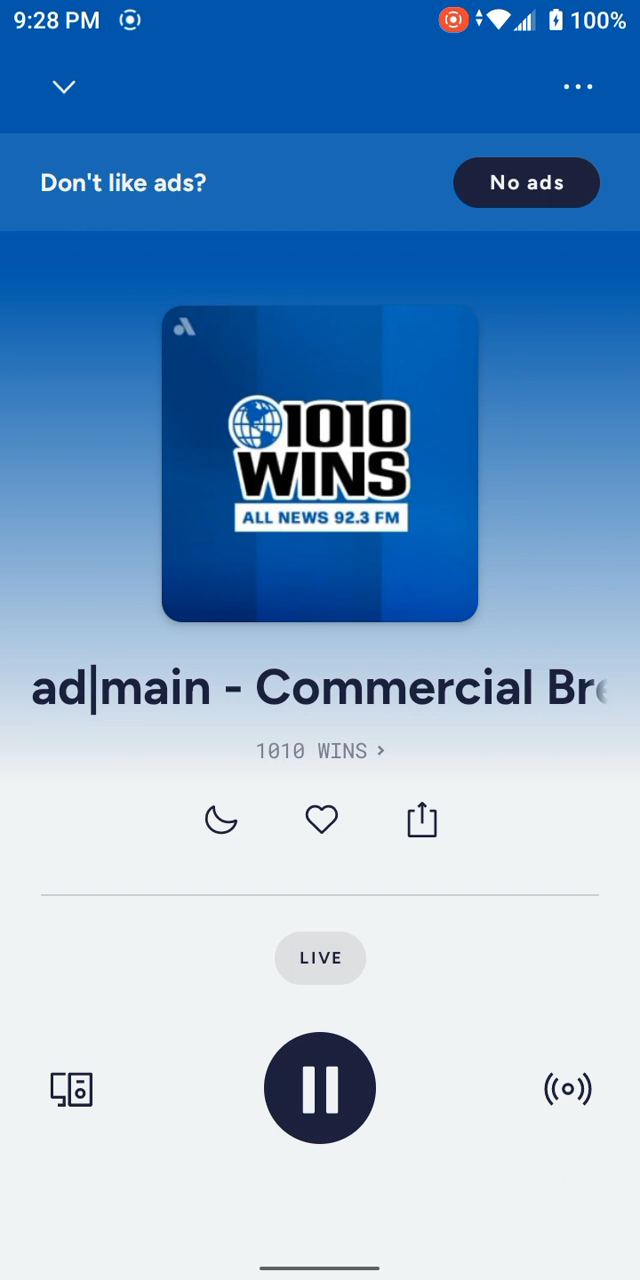 9:28 PM
100%
Don't like ads?
No ads
1010
WINS
ALL NEWS 92.3 FM
ad|main - Commercial Bre
1010 WINS
LIVE